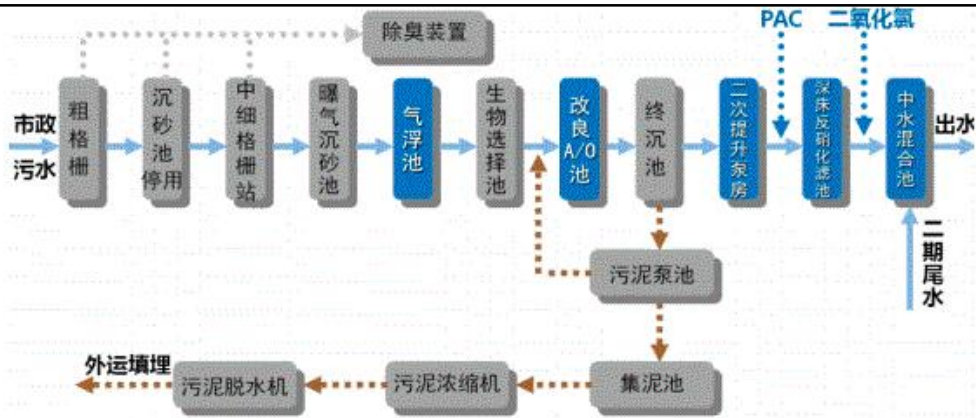 PAC 二氧化氯
除臭装置
市政
污水
粗格栅
沉砂池
停用
中细格栅站
曝气沉砂池
气浮池
生物选择池
改良
A/O
池
终沉池
二次提升泵房
深床反硝化滤池
中水混合池
出水
二期尾水
污泥泵池
外运填埋
污泥脱水机
污泥浓缩机
集泥池